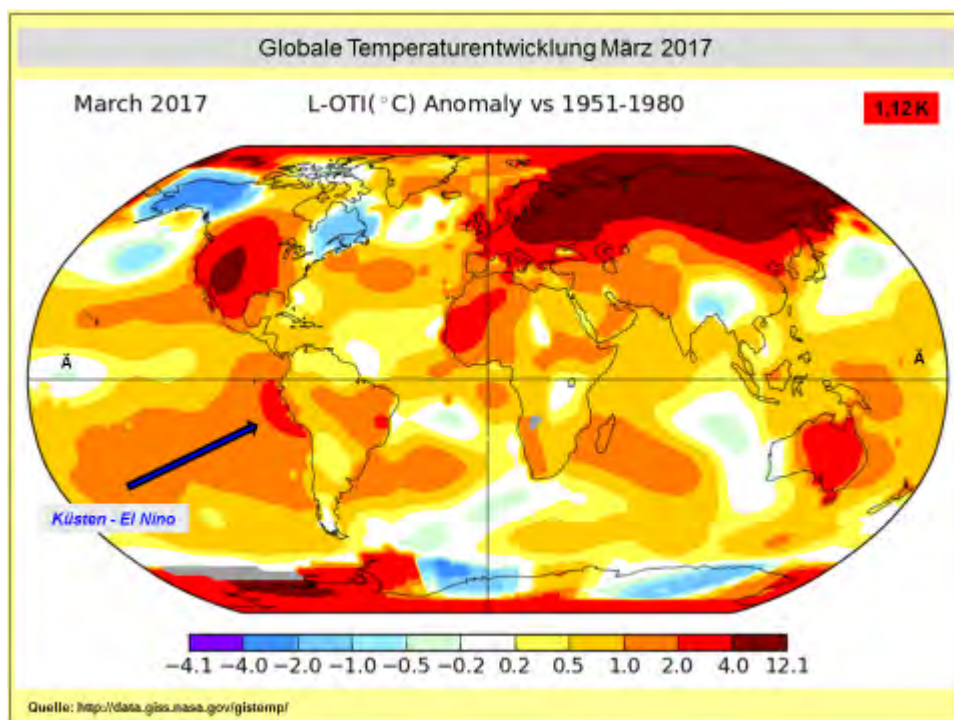 Globale Temperaturentwicklung März 2017
March 2017 L-OTI(°C) Anomaly vs 1951-1980 1,12 K
Ä Ä
Küsten - El Nino
−4.1 −4.0 −2.0 −1.0 −0.5 −0.2 0.2 0.5 1.0 2.0 4.0 12.1
Quelle: http://data.giss.nasa.gov/gistemp/